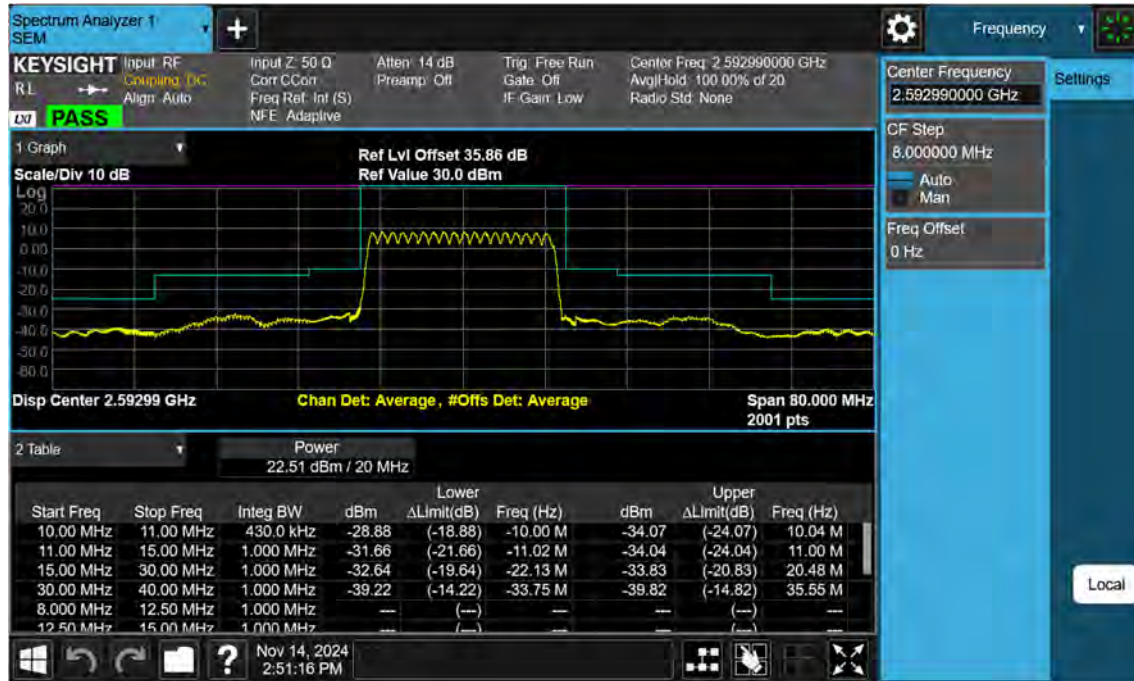 Spectrum Analyzer 1
SEM
+
Frequency
KEYSIGHT
RL
Input: RF
Coupling: DC
Align: Auto
Input Z: 50 Ω
Corr CCorr
Freq Ref: Int (S)
NFE: Adaptive
Atten: 14 dB
Preamp: Off
Trig: Free Run
Gate: Off
IF Gain: Low
Center Freq: 2.592990000 GHz
Avg|Hold: 100.00% of 20
Radio Std: None
LXI PASS
Center Frequency
2.592990000 GHz
Settings
CF Step
8.000000 MHz
Auto
Man
Freq Offset
0 Hz
1 Graph
Scale/Div 10 dB
Ref Lvl Offset 35.86 dB
Ref Value 30.0 dBm
Log
20.0
10.0
0.00
-10.0
-20.0
-30.0
-40.0
-50.0
-60.0
Disp Center 2.59299 GHz
Chan Det: Average, #Offs Det: Average
Span 80.000 MHz
2001 pts
2 Table
Power
22.51 dBm / 20 MHz
Lower Upper
Start Freq Stop Freq Integ BW dBm ΔLimit(dB) Freq (Hz) dBm ΔLimit(dB) Freq (Hz)
10.00 MHz 11.00 MHz 430.0 kHz -28.88 (-18.88) -10.00 M -34.07 (-24.07) 10.04 M
11.00 MHz 15.00 MHz 1.000 MHz -31.66 (-21.66) -11.02 M -34.04 (-24.04) 11.00 M
15.00 MHz 30.00 MHz 1.000 MHz -32.64 (-19.64) -22.13 M -33.83 (-20.83) 20.48 M
30.00 MHz 40.00 MHz 1.000 MHz -39.22 (-14.22) -33.75 M -39.82 (-14.82) 35.55 M
8.000 MHz 12.50 MHz 1.000 MHz --- (---) --- --- (---) ---
12.50 MHz 15.00 MHz 1.000 MHz --- (---) --- --- (---) ---
Local
?
Nov 14, 2024
2:51:16 PM